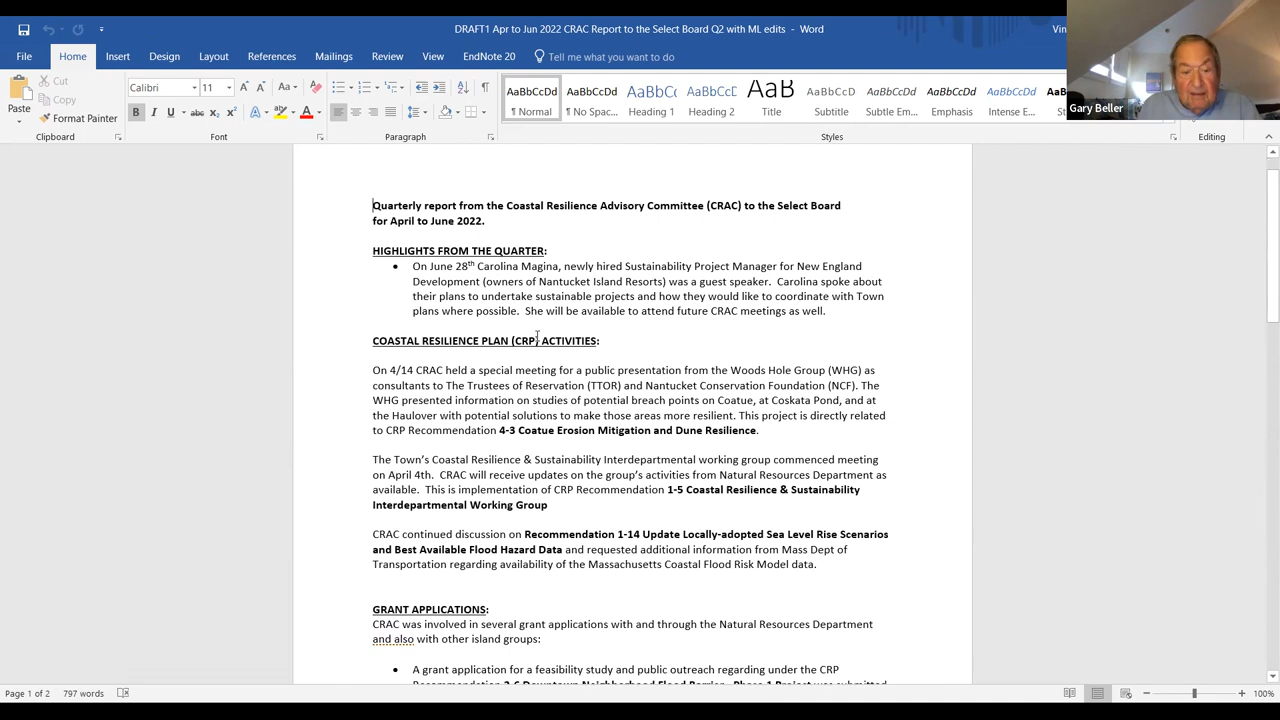 DRAFT1 Apr to Jun 2022 CRAC Report to the Select Board Q2 with ML edits - Word
Vin
File Home Insert Design Layout References Mailings Review View EndNote 20 Tell me what you want to do
Paste
Cut
Copy
Format Painter
Clipboard
Calibri 11
Font
Paragraph
AaBbCcDd AaBbCcDd AaBbCc AaBbCcE AaB AaBbCcD AaBbCcDd AaBbCcDd AaBbCcDd
¶ Normal ¶ No Spac... Heading 1 Heading 2 Title Subtitle Subtle Em... Emphasis Intense E...
Styles
Editing
Gary Beller
Quarterly report from the Coastal Resilience Advisory Committee (CRAC) to the Select Board
for April to June 2022.
HIGHLIGHTS FROM THE QUARTER:
• On June 28th Carolina Magina, newly hired Sustainability Project Manager for New England
Development (owners of Nantucket Island Resorts) was a guest speaker. Carolina spoke about
their plans to undertake sustainable projects and how they would like to coordinate with Town
plans where possible. She will be available to attend future CRAC meetings as well.
COASTAL RESILIENCE PLAN (CRP) ACTIVITIES:
On 4/14 CRAC held a special meeting for a public presentation from the Woods Hole Group (WHG) as
consultants to The Trustees of Reservation (TTOR) and Nantucket Conservation Foundation (NCF). The
WHG presented information on studies of potential breach points on Coatue, at Coskata Pond, and at
the Haulover with potential solutions to make those areas more resilient. This project is directly related
to CRP Recommendation 4-3 Coatue Erosion Mitigation and Dune Resilience.
The Town's Coastal Resilience & Sustainability Interdepartmental working group commenced meeting
on April 4th. CRAC will receive updates on the group's activities from Natural Resources Department as
available. This is implementation of CRP Recommendation 1-5 Coastal Resilience & Sustainability
Interdepartmental Working Group
CRAC continued discussion on Recommendation 1-14 Update Locally-adopted Sea Level Rise Scenarios
and Best Available Flood Hazard Data and requested additional information from Mass Dept of
Transportation regarding availability of the Massachusetts Coastal Flood Risk Model data.
GRANT APPLICATIONS:
CRAC was involved in several grant applications with and through the Natural Resources Department
and also with other island groups:
• A grant application for a feasibility study and public outreach regarding under the CRP
Page 1 of 2 797 words
100%